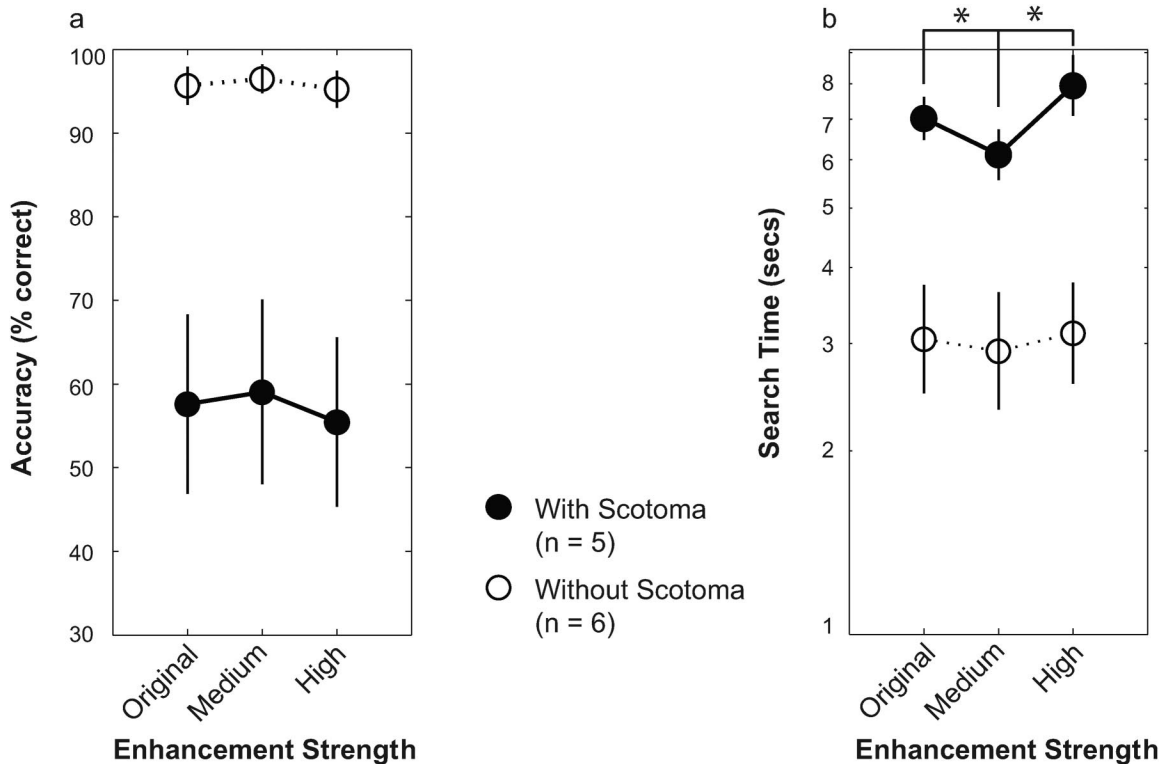 a
100
90
80
70
60
50
40
30
Accuracy (% correct)
Original
Medium
High
Enhancement Strength
With Scotoma
(n = 5)
Without Scotoma
(n = 6)
b
* *
8
7
6
5
4
3
2
1
Search Time (secs)
Original
Medium
High
Enhancement Strength